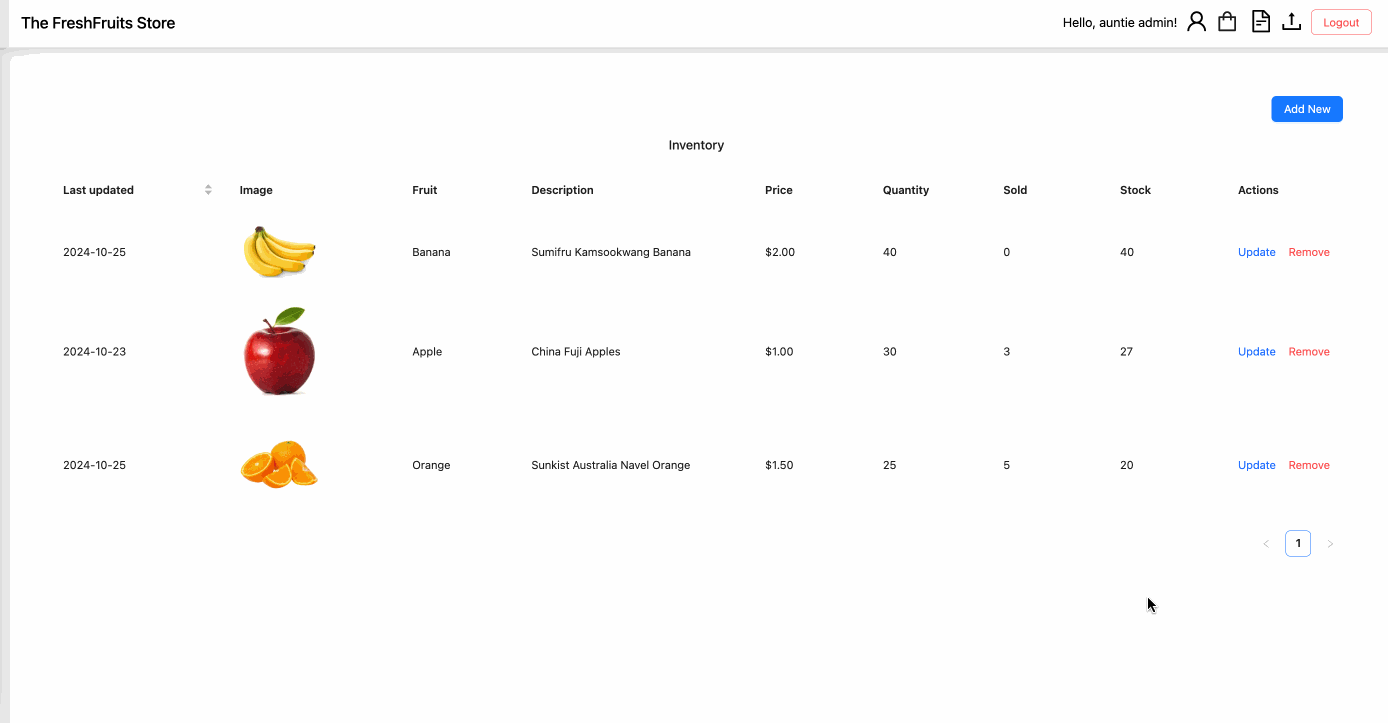 The FreshFruits Store
Hello, auntie admin!
Logout
Add New
Inventory
Last updated Image Fruit Description Price Quantity Sold Stock Actions
2024-10-25 Banana Sumifru Kamsookwang Banana $2.00 40 0 40 Update Remove
2024-10-23 Apple China Fuji Apples $1.00 30 3 27 Update Remove
2024-10-25 Orange Sunkist Australia Navel Orange $1.50 25 5 20 Update Remove
< 1 >